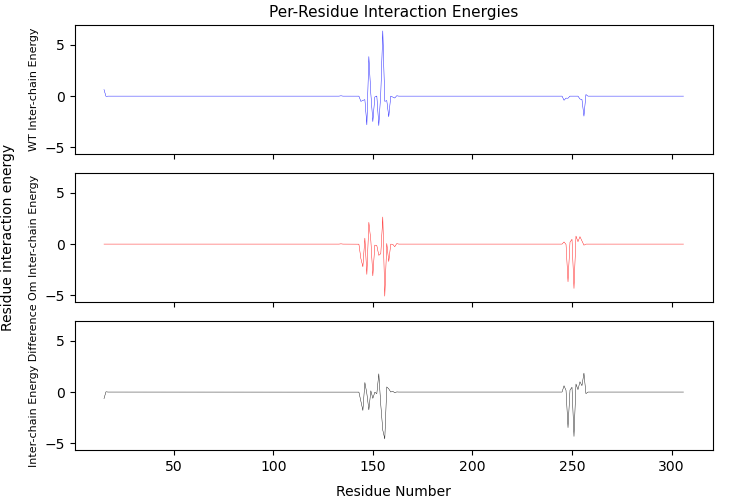 Per-Residue Interaction Energies
Residue interaction energy
WT Inter-chain Energy
5
0
−5
Om Inter-chain Energy
5
0
−5
Inter-chain Energy Difference
5
0
−5
50 100 150 200 250 300
Residue Number